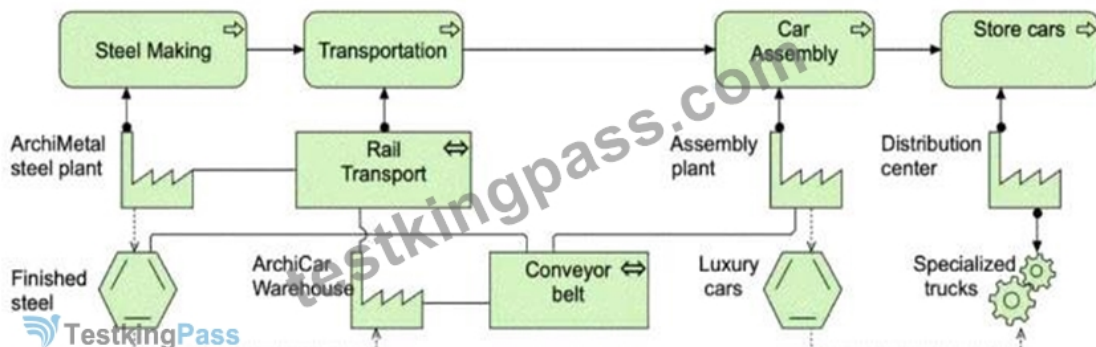 Steel Making
Transportation
Car
Assembly
Store cars
ArchiMetal
steel plant
Rail
Transport
Assembly
plant
Distribution
center
Finished
steel
ArchiCar
Warehouse
Conveyor
belt
Luxury
cars
Specialized
trucks
testkingpass.com
TestkingPass